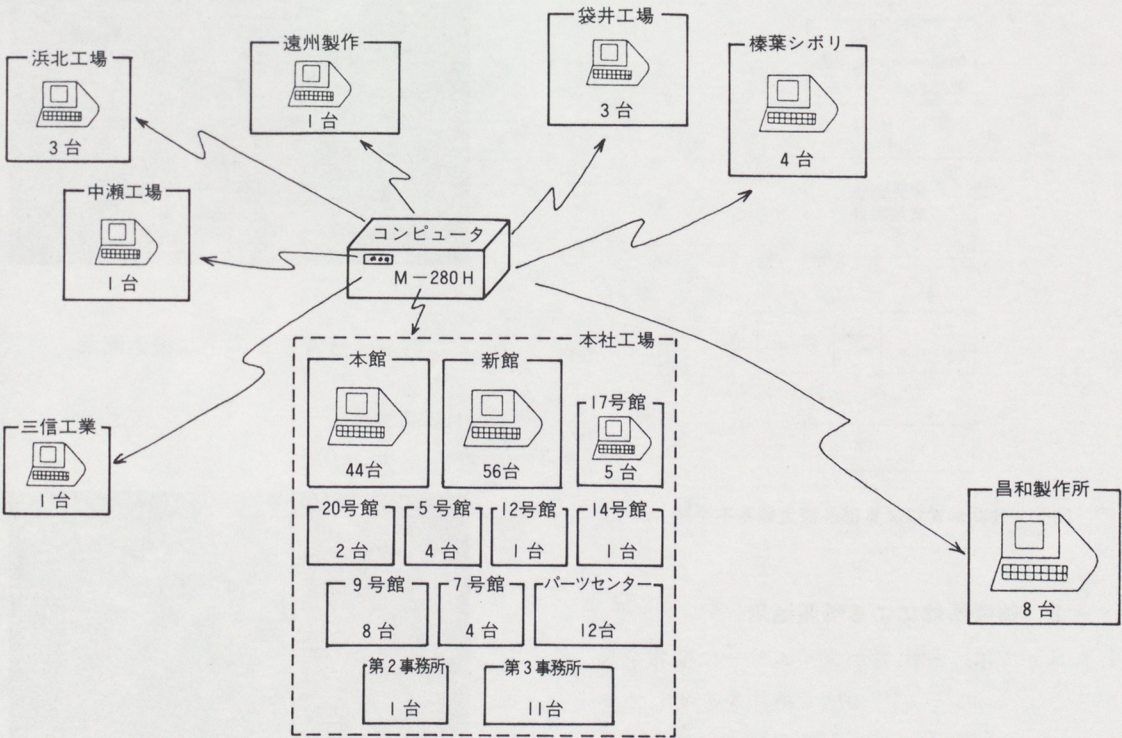 袋井工場
3台
遠州製作
1台
榛葉シボリ
4台
浜北工場
3台
中瀬工場
1台
コンピュータ
M-280H
三信工業
1台
本社工場
本館
44台
新館
56台
17号館
5台
20号館
2台
5号館
4台
12号館
1台
14号館
1台
9号館
8台
7号館
4台
パーツセンター
12台
第2事務所
1台
第3事務所
11台
昌和製作所
8台